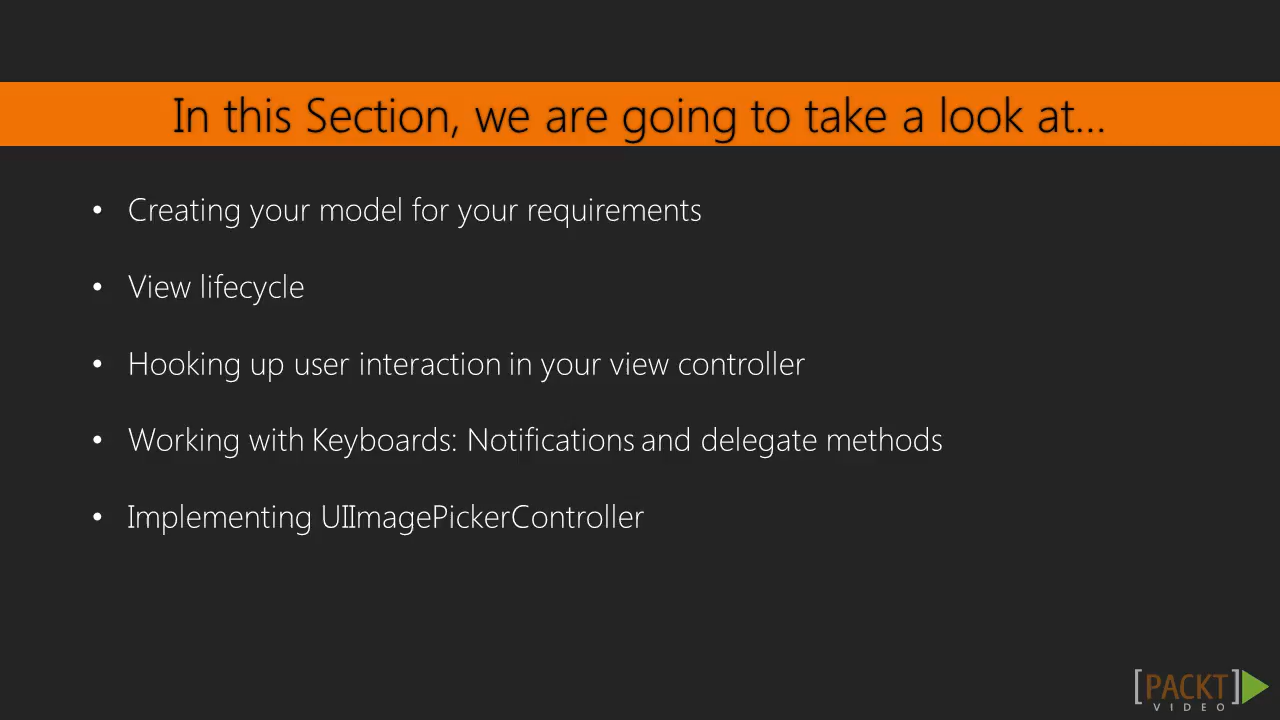 In this Section, we are going to take a look at...
• Creating your model for your requirements
• View lifecycle
• Hooking up user interaction in your view controller
• Working with Keyboards: Notifications and delegate methods
• Implementing UIImagePickerController
[PACKT]
VIDEO